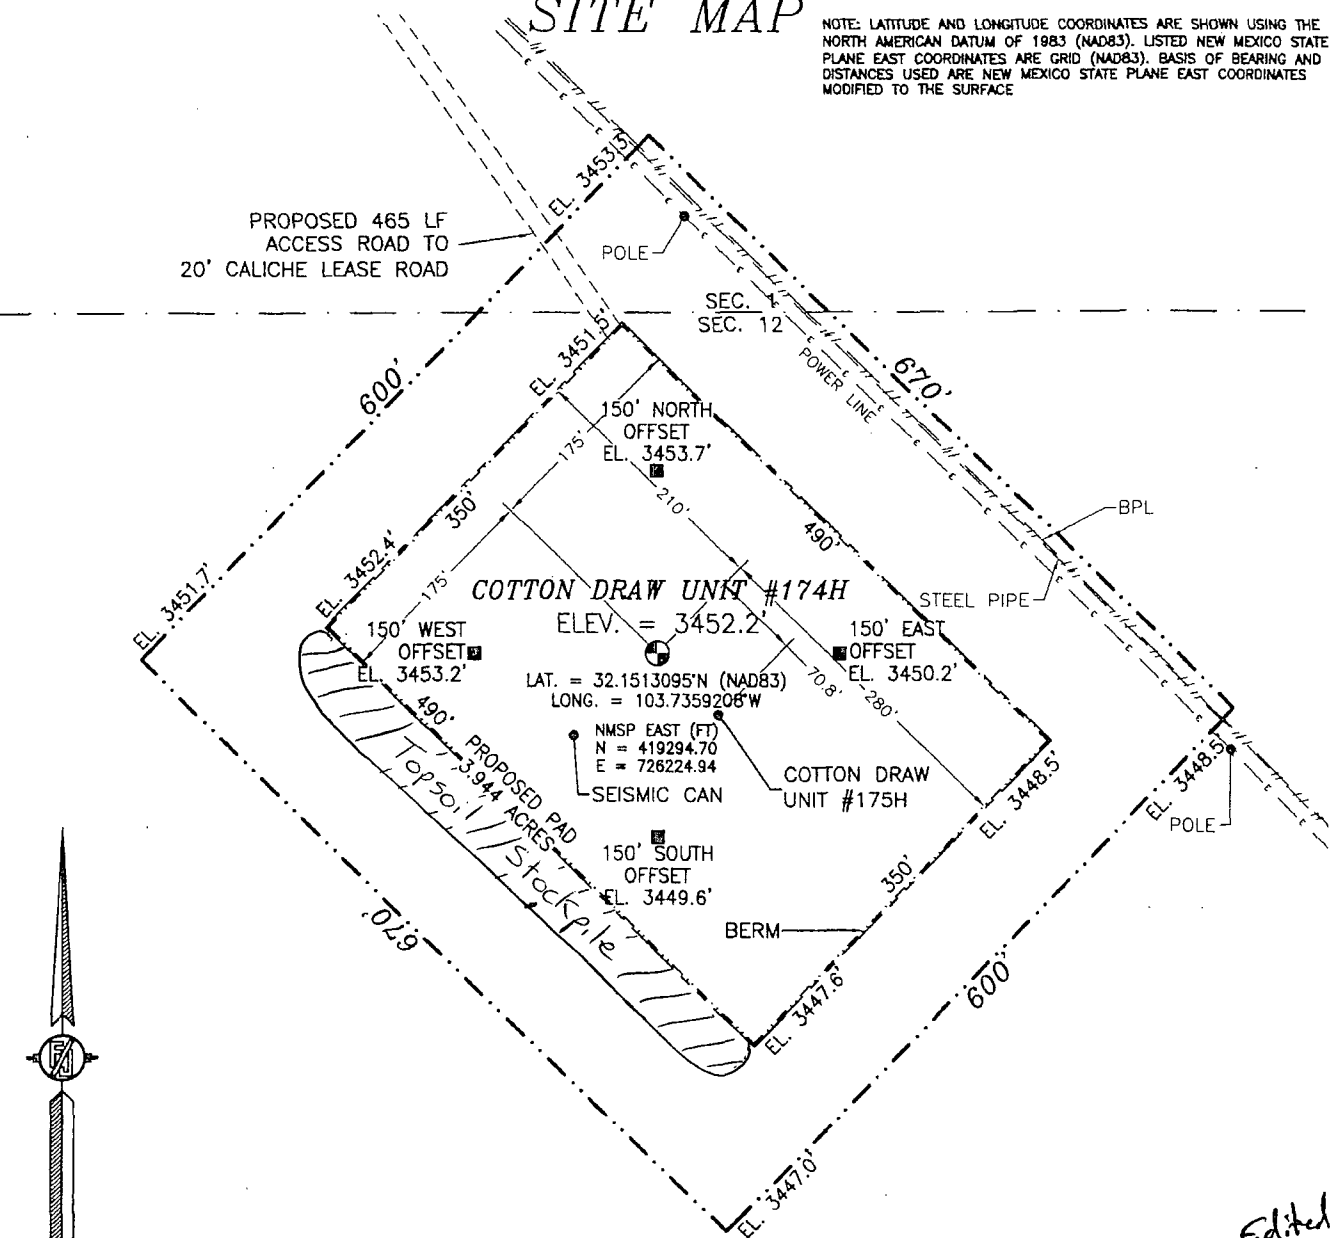 SITE MAP
NOTE: LATITUDE AND LONGITUDE COORDINATES ARE SHOWN USING THE
NORTH AMERICAN DATUM OF 1983 (NAD83). LISTED NEW MEXICO STATE
PLANE EAST COORDINATES ARE GRID (NAD83). BASIS OF BEARING AND
DISTANCES USED ARE NEW MEXICO STATE PLANE EAST COORDINATES
MODIFIED TO THE SURFACE
EL. 3453.5'
PROPOSED 465 LF
ACCESS ROAD TO
20' CALICHE LEASE ROAD
POLE
SEC. 1
SEC. 12
POWER LINE
670'
600'
EL. 3451.5'
150' NORTH
OFFSET
EL. 3453.7'
175'
210'
350'
490'
BPL
STEEL PIPE
EL. 3452.4'
EL. 3451.7'
175'
COTTON DRAW UNIT #174H
ELEV. = 3452.2'
150' WEST
OFFSET
EL. 3453.2'
150' EAST
OFFSET
EL. 3450.2'
LAT. = 32.1513095°N (NAD83)
LONG. = 103.7359208°W
70.8'
280'
NMSP EAST (FT)
N = 419294.70
E = 726224.94
SEISMIC CAN
COTTON DRAW
UNIT #175H
490'
PROPOSED PAD
3.944 ACRES
Topsoil Stockpile
EL. 3448.5'
EL. 3448.5'
POLE
150' SOUTH
OFFSET
EL. 3449.6'
350'
BERM
670'
EL. 3447.6'
600'
EL. 3447.0'
Edited